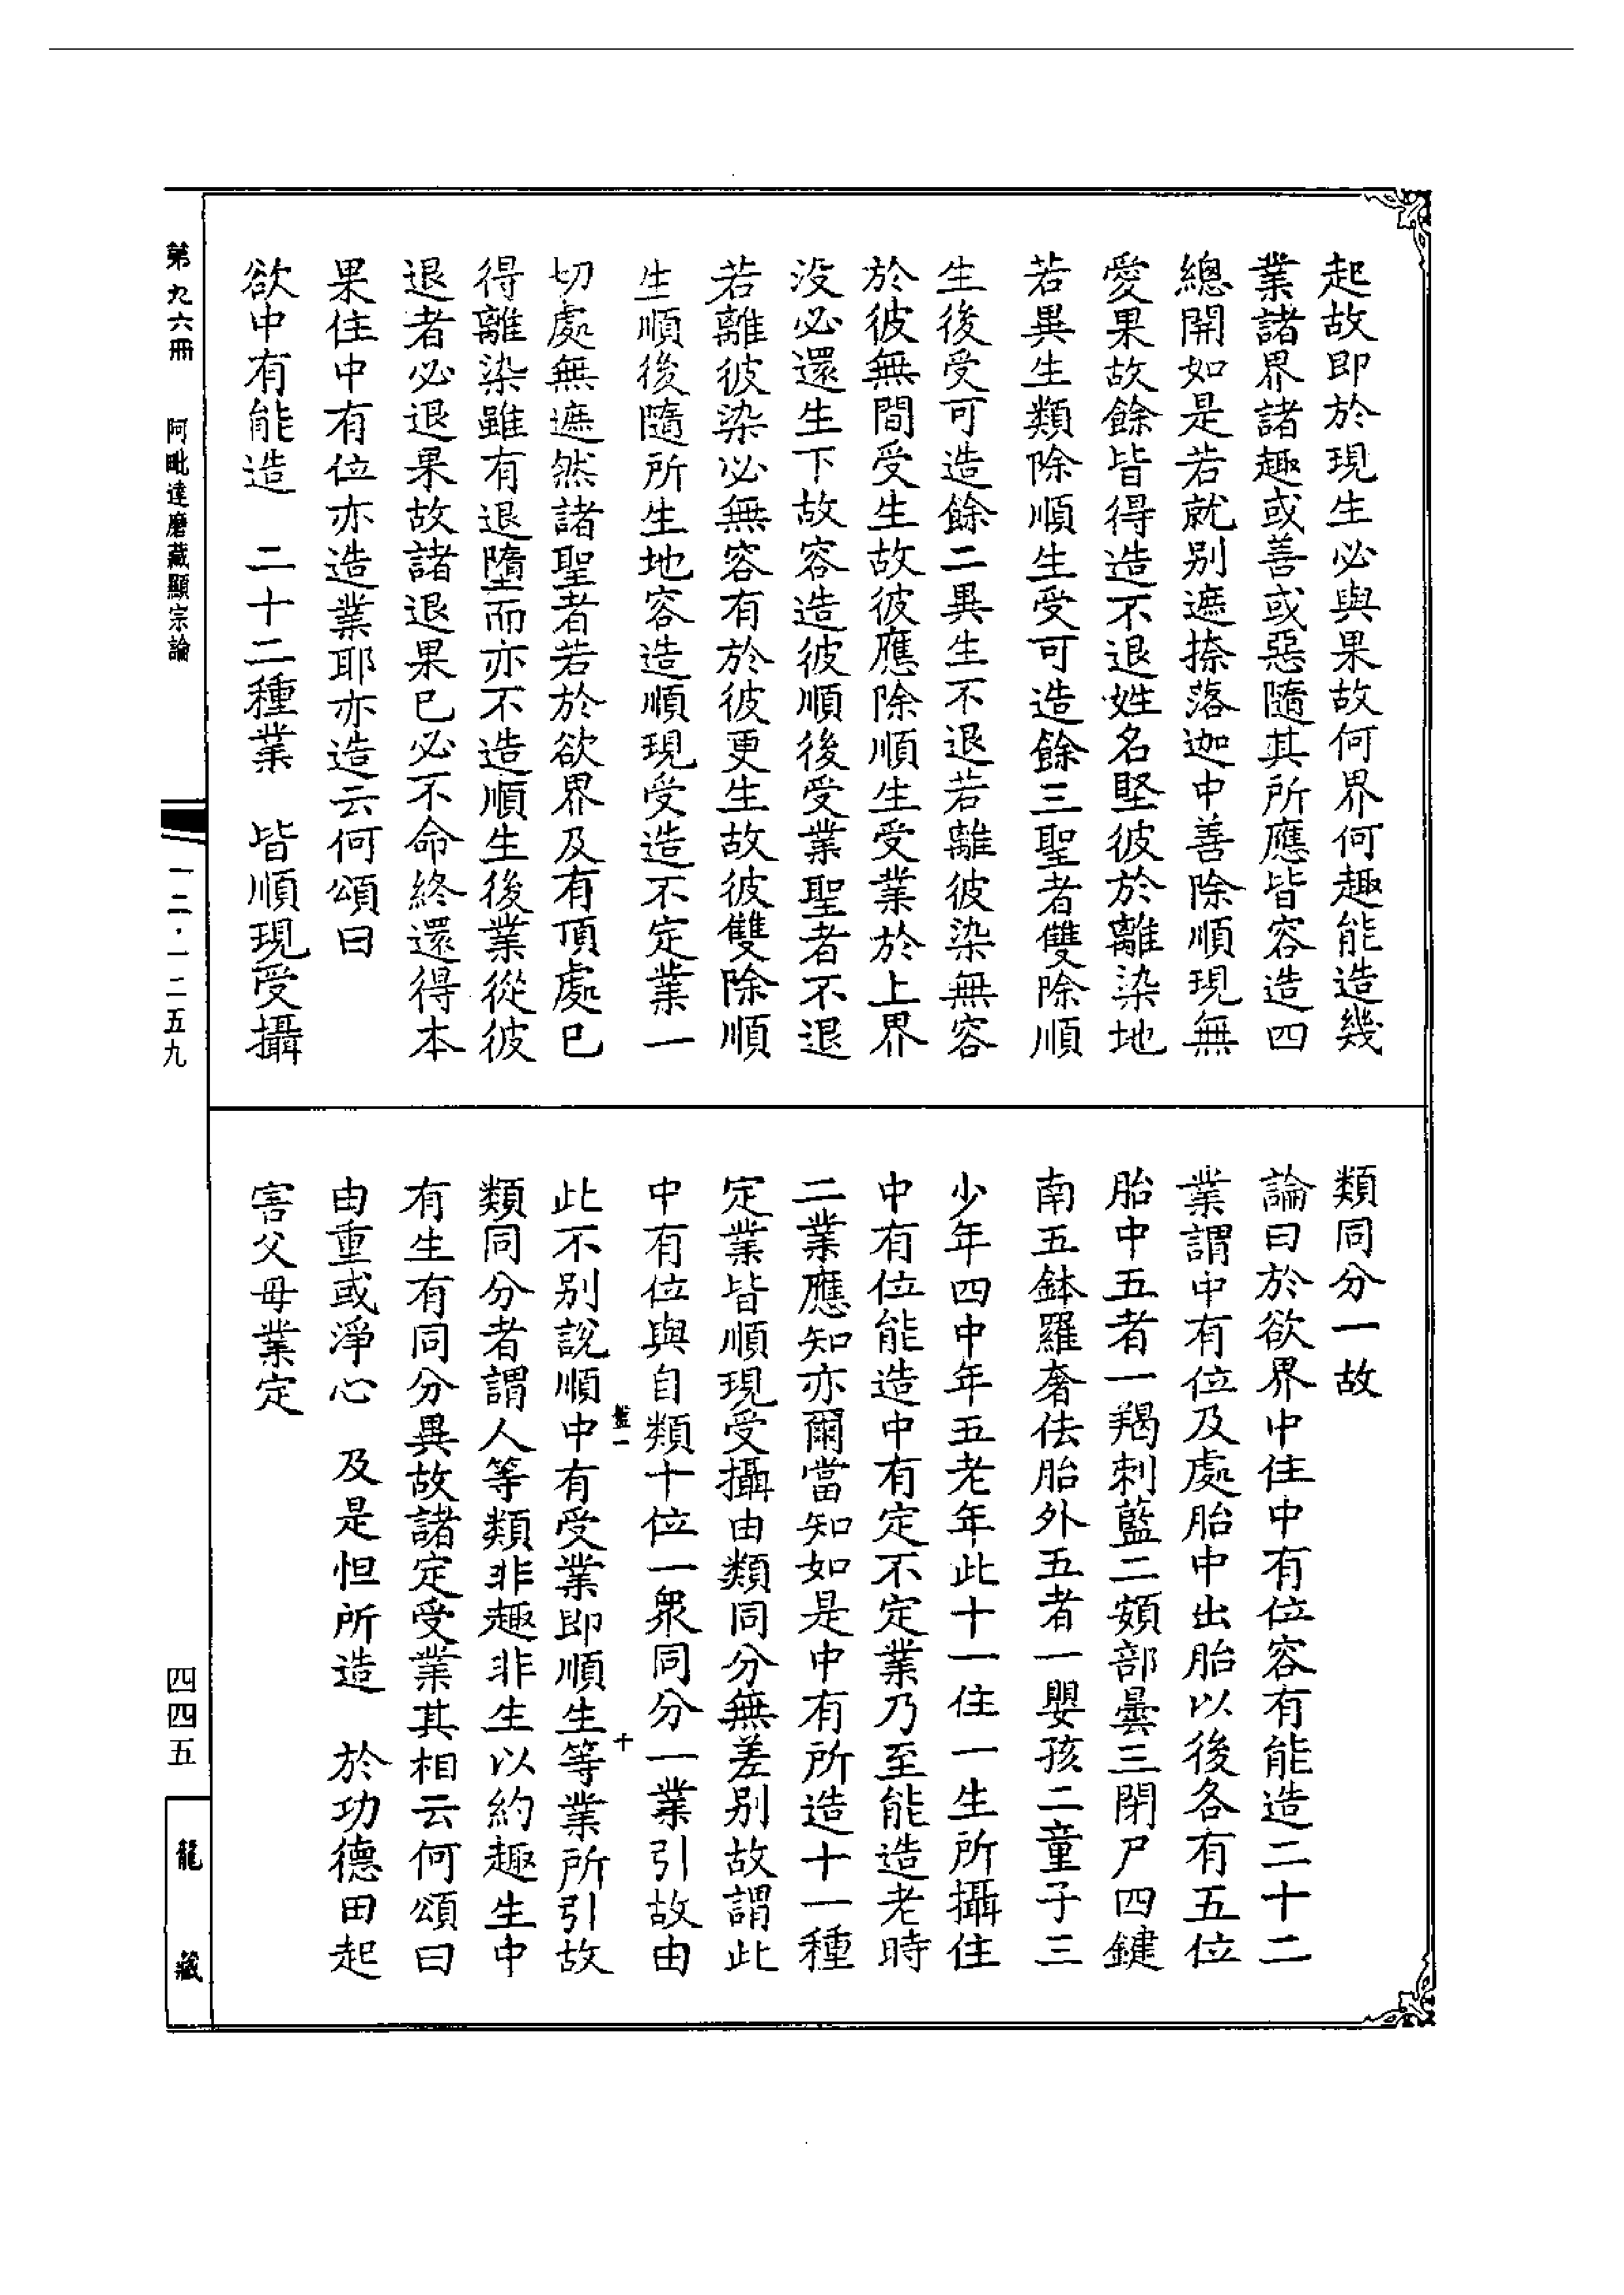 起故即於現生必與果故何界何趣能造幾
業諸界諸趣或善或惡隨其所應皆容造四
總開如是若就别遮捺落迦中善除順現無
愛果故餘皆得造不退姓名堅彼於離染地
若異生類除順生受可造餘三聖者雙除順
生後受可造餘二異生不退若離彼染無容
於彼無間受生故彼應除順生受業於上界
沒必還生下故容造彼順後受業聖者不退
若離彼染必無容有於彼更生故彼雙除順
生順後隨所生地容造順現受造不定業一
切處無遮然諸聖者若於欲界及有頂處已
得離染雖有退墮而亦不造順生後業從彼
退者必退果故諸退果已必不命終還得本
果住中有位亦造業耶亦造云何頌曰
欲中有能造　二十二種業　皆順現受攝
類同分一故
論曰於欲界中住中有位容有能造二十二
業謂中有位及處胎中出胎以後各有五位
胎中五者一羯剌藍二頞部曇三閉尸四鍵
南五鉢羅奢佉胎外五者一嬰孩二童子三
少年四中年五老年此十一住一生所攝住
中有位能造中有定不定業乃至能造老時
二業應知亦爾當知如是中有所造十一種
定業皆順現受攝由類同分無差别故謂此
中有位與自類十位一衆同分一業引故由
此不别說順中有受業即順生等業所引故
類同分者謂人等類非趣非生以約趣生中
有生有同分異故諸定受業其相云何頌曰
由重或淨心　及是恒所造　於功德田起
害父母業定
第九六冊　阿毗達磨藏顯宗論
一二·一二五九
四四五
龍藏
十